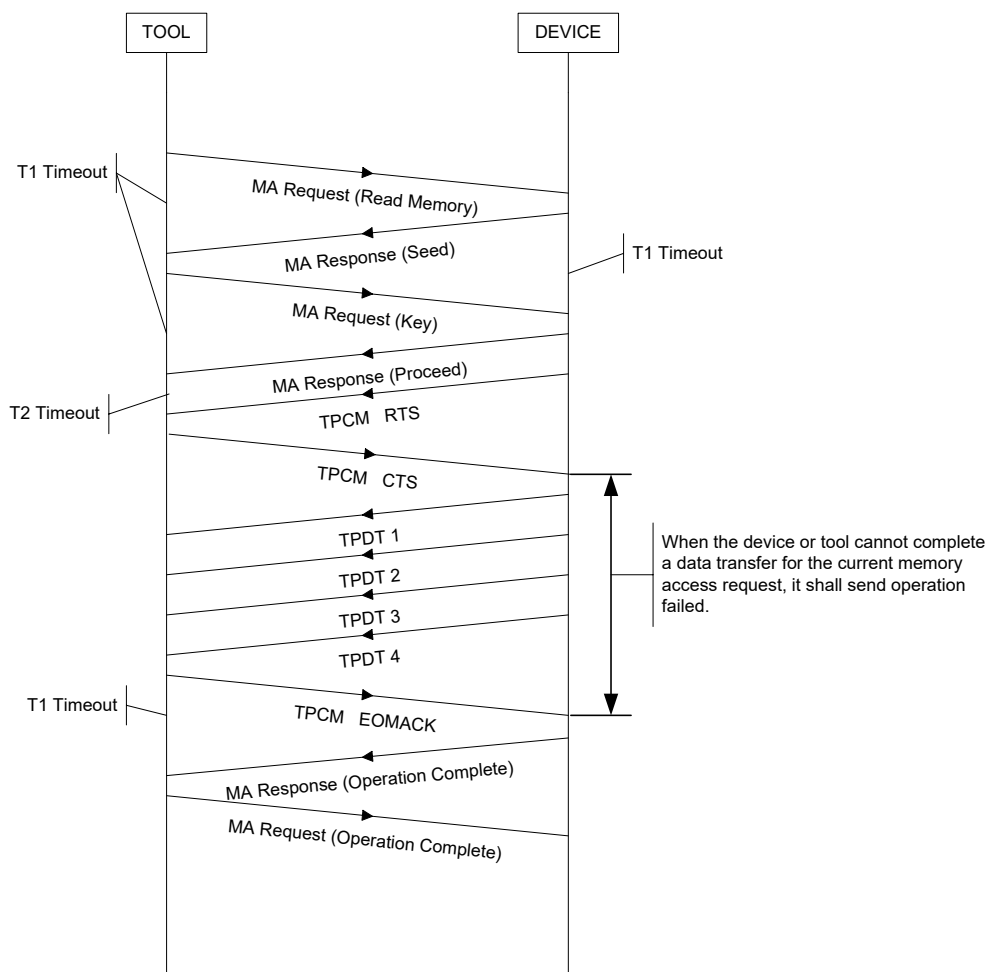 TOOL
DEVICE
T1 Timeout
MA Request (Read Memory)
MA Response (Seed)
T1 Timeout
MA Request (Key)
MA Response (Proceed)
T2 Timeout
TPCM RTS
TPCM CTS
TPDT 1
When the device or tool cannot complete
a data transfer for the current memory
access request, it shall send operation
failed.
TPDT 2
TPDT 3
TPDT 4
T1 Timeout
TPCM EOMACK
MA Response (Operation Complete)
MA Request (Operation Complete)